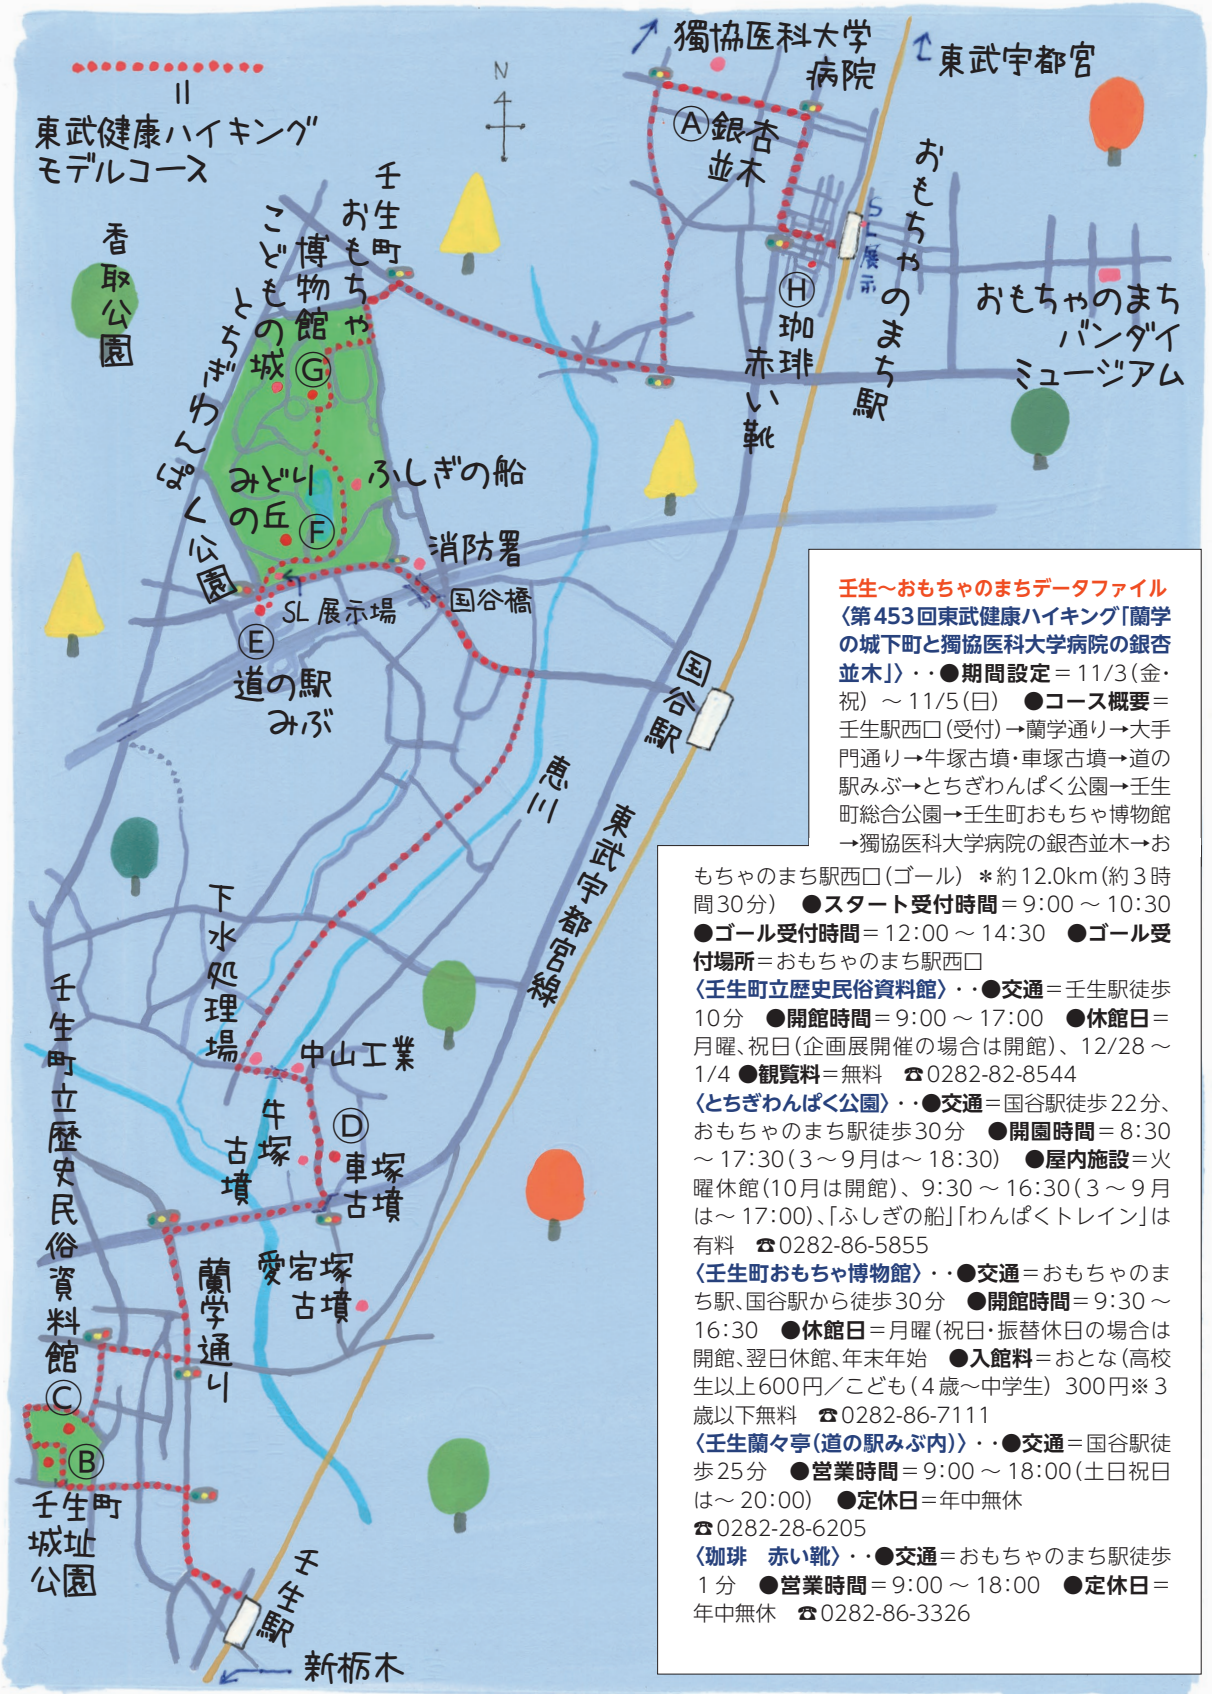 獨協医科大学
病院
東武宇都宮
N
＝
東武健康ハイキング
モデルコース
Ⓐ銀杏
並木
おもちゃのまち駅
SL展示
おもちゃのまち
バンダイ
ミュージアム
Ⓗ
珈琲
赤い靴
壬生町
おもちゃ
博物館
Ⓖ
こどもの城
とちぎわんぱく公園
香取公園
みどり
の丘
Ⓕ
ふしぎの船
消防署
国谷橋
SL展示場
Ⓔ
道の駅
みぶ
国谷駅
恵川
東武宇都宮線
下水処理場
中山工業
牛塚
古墳
Ⓓ
車塚
古墳
愛宕塚
古墳
蘭学通り
壬生町立歴史民俗資料館
Ⓒ
Ⓑ
壬生町
城址
公園
壬生駅
新栃木
壬生～おもちゃのまちデータファイル
〈第453回東武健康ハイキング「蘭学
の城下町と獨協医科大学病院の銀杏
並木」〉‥●期間設定＝11/3(金・
祝) ～11/5(日)　●コース概要＝
壬生駅西口(受付)→蘭学通り→大手
門通り→牛塚古墳・車塚古墳→道の
駅みぶ→とちぎわんぱく公園→壬生
町総合公園→壬生町おもちゃ博物館
→獨協医科大学病院の銀杏並木→お
もちゃのまち駅西口(ゴール)　＊約12.0km(約3時
間30分)　●スタート受付時間＝9:00～10:30
●ゴール受付時間＝12:00～14:30　●ゴール受
付場所＝おもちゃのまち駅西口
〈壬生町立歴史民俗資料館〉‥●交通＝壬生駅徒歩
10分　●開館時間＝9:00～17:00　●休館日＝
月曜、祝日(企画展開催の場合は開館)、12/28～
1/4 ●観覧料＝無料　☎0282-82-8544
〈とちぎわんぱく公園〉‥●交通＝国谷駅徒歩22分、
おもちゃのまち駅徒歩30分　●開園時間＝8:30
～17:30(3～9月は～18:30)　●屋内施設＝火
曜休館(10月は開館)、9:30～16:30(3～9月
は～17:00)、「ふしぎの船」「わんぱくトレイン」は
有料　☎0282-86-5855
〈壬生町おもちゃ博物館〉‥●交通＝おもちゃのま
ち駅、国谷駅から徒歩30分　●開館時間＝9:30～
16:30　●休館日＝月曜(祝日・振替休日の場合は
開館、翌日休館、年末年始　●入館料＝おとな(高校
生以上600円／こども(4歳～中学生) 300円※3
歳以下無料　☎0282-86-7111
〈壬生蘭々亭(道の駅みぶ内)〉‥●交通＝国谷駅徒
歩25分　●営業時間＝9:00～18:00(土日祝日
は～20:00)　●定休日＝年中無休
☎0282-28-6205
〈珈琲　赤い靴〉‥●交通＝おもちゃのまち駅徒歩
1分　●営業時間＝9:00～18:00　●定休日＝
年中無休　☎0282-86-3326